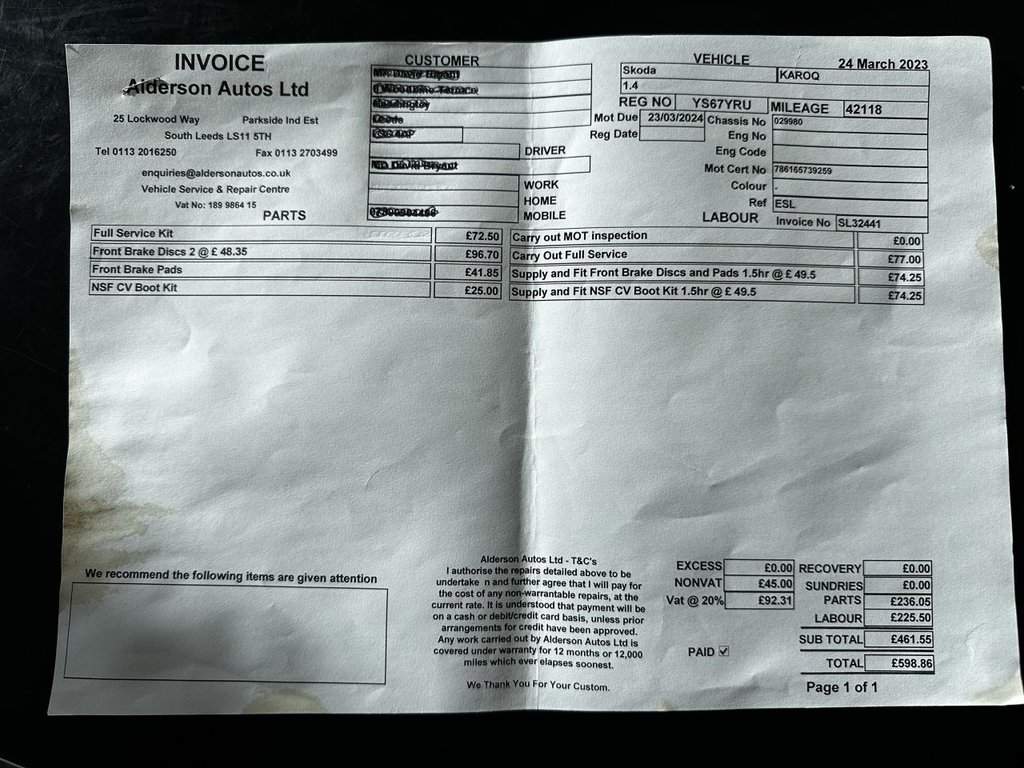 INVOICE
Alderson Autos Ltd
25 Lockwood Way Parkside Ind Est
South Leeds LS11 5TH
Tel 0113 2016250 Fax 0113 2703499
enquiries@aldersonautos.co.uk
Vehicle Service & Repair Centre
Vat No: 189 9864 15
CUSTOMER
DRIVER
WORK
HOME
MOBILE
VEHICLE 24 March 2023
Skoda KAROQ
1.4
REG NO YS67YRU MILEAGE 42118
Mot Due 23/03/2024 Chassis No 029980
Reg Date Eng No
Eng Code
Mot Cert No 786165739259
Colour .
Ref ESL
Invoice No SL32441
PARTS LABOUR
Full Service Kit £72.50 Carry out MOT inspection £0.00
Front Brake Discs 2 @ £ 48.35 £96.70 Carry Out Full Service £77.00
Front Brake Pads £41.85 Supply and Fit Front Brake Discs and Pads 1.5hr @ £ 49.5 £74.25
NSF CV Boot Kit £25.00 Supply and Fit NSF CV Boot Kit 1.5hr @ £ 49.5 £74.25
We recommend the following items are given attention
Alderson Autos Ltd - T&C's
I authorise the repairs detailed above to be
undertake n and further agree that I will pay for
the cost of any non-warrantable repairs, at the
current rate. It is understood that payment will be
on a cash or debit/credit card basis, unless prior
arrangements for credit have been approved.
Any work carried out by Alderson Autos Ltd is
covered under warranty for 12 months or 12,000
miles which ever elapses soonest.
We Thank You For Your Custom.
EXCESS £0.00 RECOVERY £0.00
NONVAT £45.00 SUNDRIES £0.00
Vat @ 20% £92.31 PARTS £236.05
LABOUR £225.50
SUB TOTAL £461.55
PAID
TOTAL £598.86
Page 1 of 1